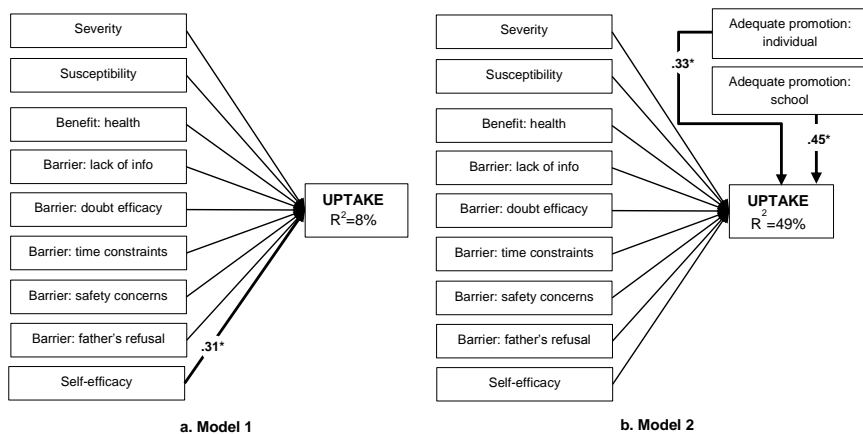 Severity
Susceptibility
Benefit: health
Barrier: lack of info
Barrier: doubt efficacy
Barrier: time constraints
Barrier: safety concerns
Barrier: father's refusal
Self-efficacy
.31*
UPTAKE
R²=8%
a. Model 1
Severity
Susceptibility
Benefit: health
Barrier: lack of info
Barrier: doubt efficacy
Barrier: time constraints
Barrier: safety concerns
Barrier: father's refusal
Self-efficacy
Adequate promotion:
individual
.33*
Adequate promotion:
school
.45*
UPTAKE
R²=49%
b. Model 2